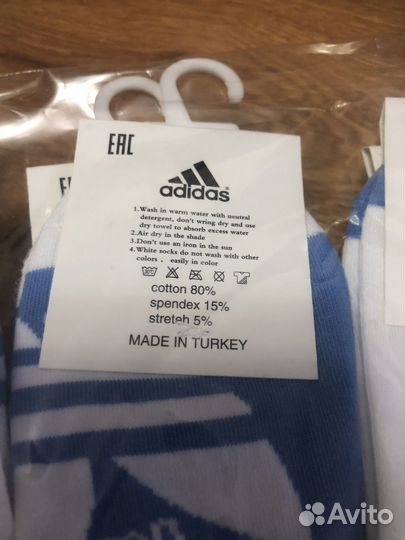 EAC
adidas®
1.Wash in warm water with neutral
detergent, don't wring dry and use
dry towel to absorb excess water
2.Air dry in the shade
3.Don't use an iron in the sun
4.White socks do not wash with other
colors , easily in color
cotton 80%
spendex 15%
streteh 5%
MADE IN TURKEY
Avito